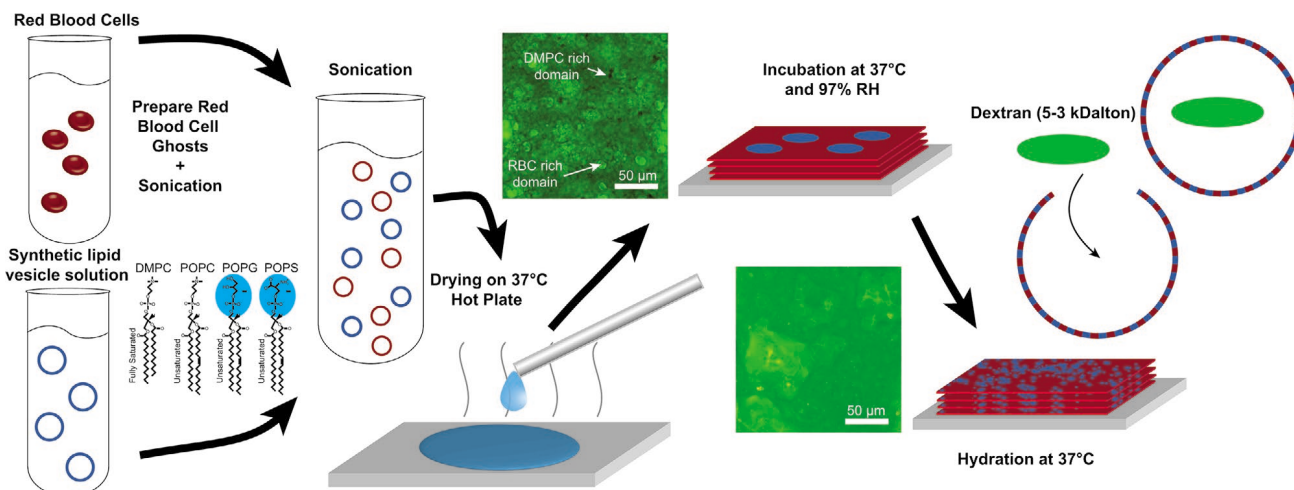 Red Blood Cells
Prepare Red
Blood Cell
Ghosts
+
Sonication
Synthetic lipid
vesicle solution
DMPC
POPC
POPG
POPS
Fully Saturated
Unsaturated
Unsaturated
Unsaturated
Sonication
DMPC rich
domain
RBC rich
domain
50 µm
Drying on 37°C
Hot Plate
Incubation at 37°C
and 97% RH
50 µm
Dextran (5-3 kDalton)
Hydration at 37°C